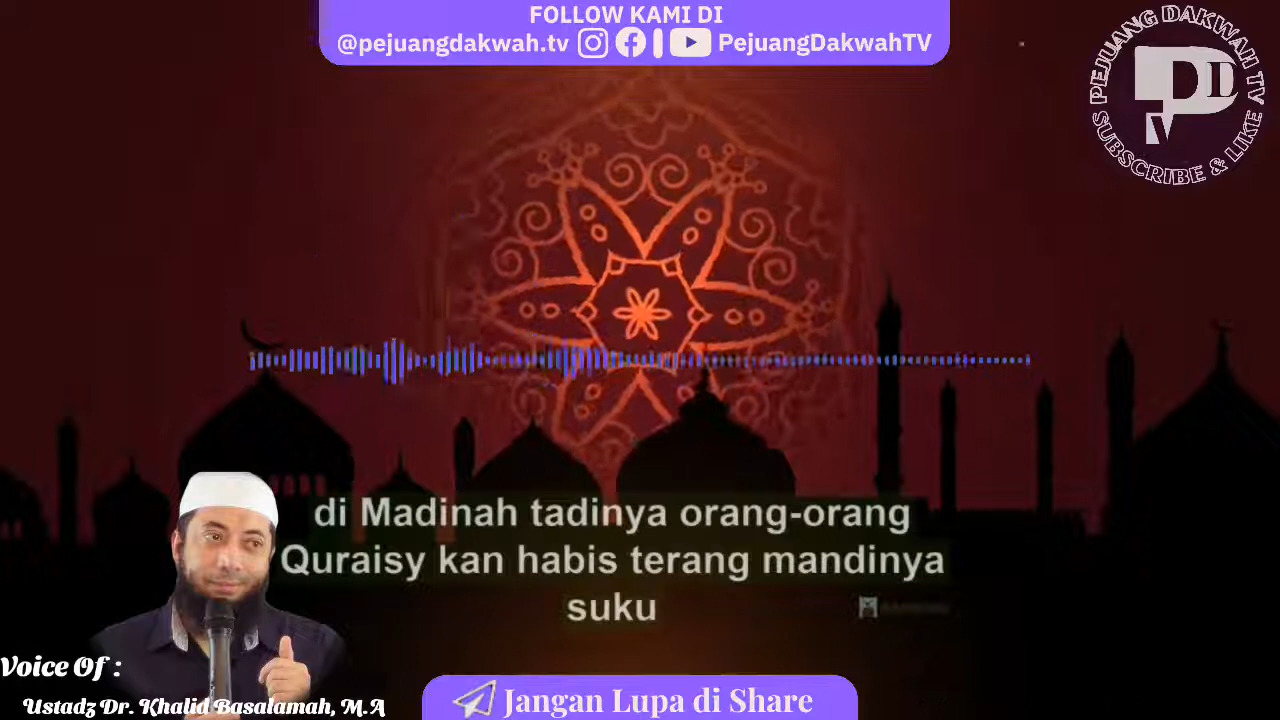 FOLLOW KAMI DI
@pejuangdakwah.tv PejuangDakwahTV
PEJUANG DAKWAH TV
SUBSCRIBE & LIKE
di Madinah tadinya orang-orang
Quraisy kan habis terang mandinya
suku
Voice Of :
Ustadz Dr. Khalid Basalamah, M.A
Jangan Lupa di Share